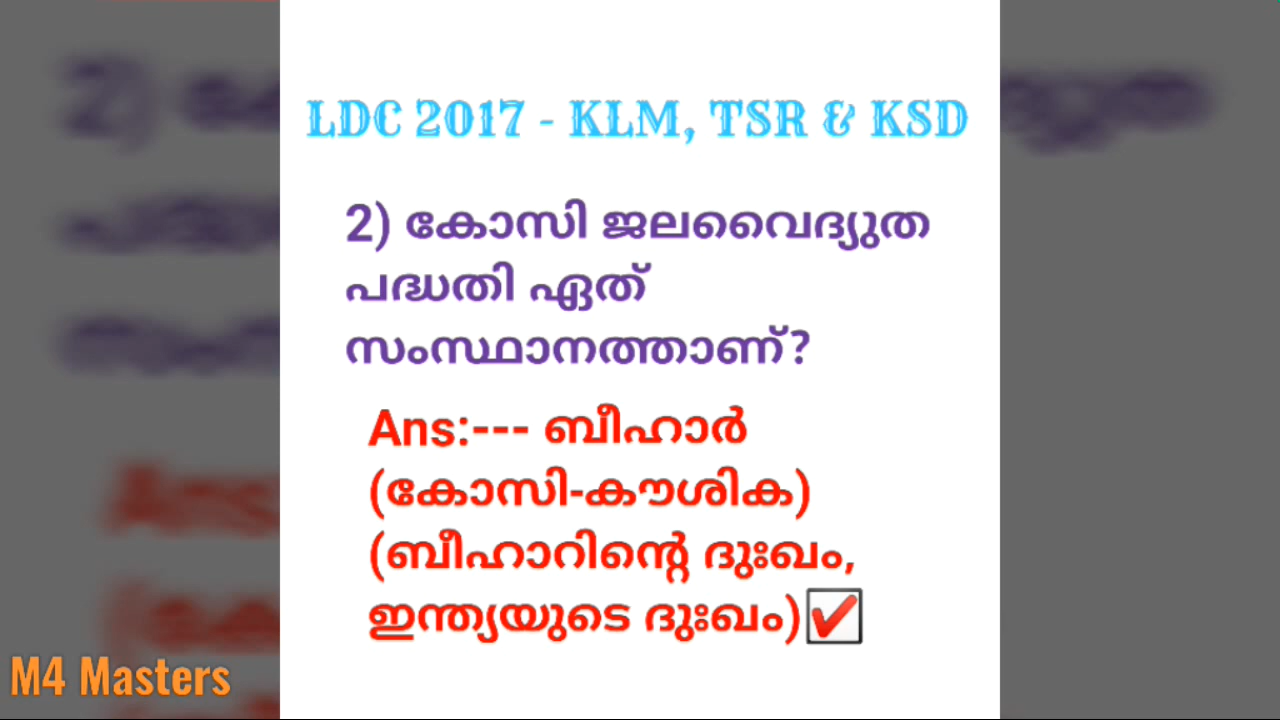 LDC 2017 - KLM, TSR & KSD
2) കോസി ജലവൈദ്യുത
പദ്ധതി ഏത്
സംസ്ഥാനത്താണ്?
Ans:--- ബീഹാർ
(കോസി-കൗശിക)
(ബീഹാറിന്റെ ദുഃഖം,
ഇന്ത്യയുടെ ദുഃഖം)☑
M4 Masters